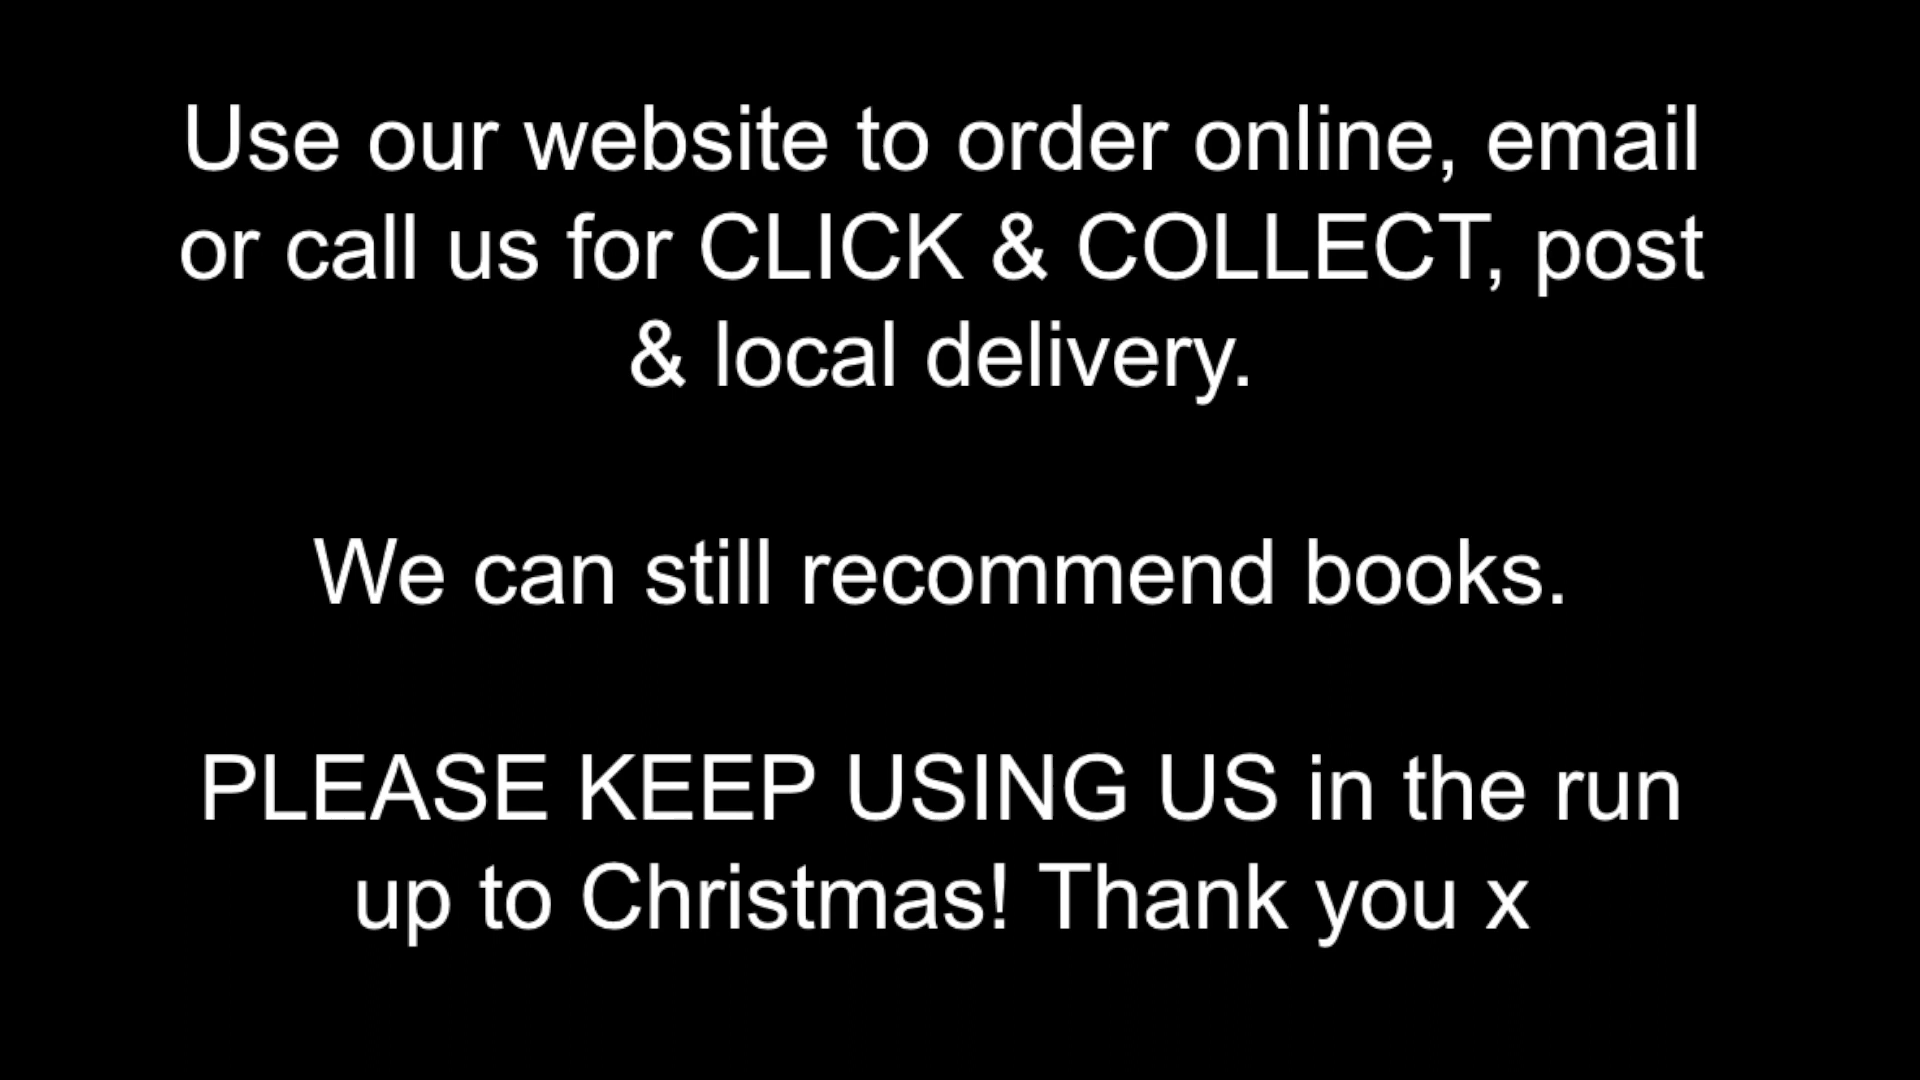 Use our website to order online, email
or call us for CLICK & COLLECT, post
& local delivery.
We can still recommend books.
PLEASE KEEP USING US in the run
up to Christmas! Thank you x